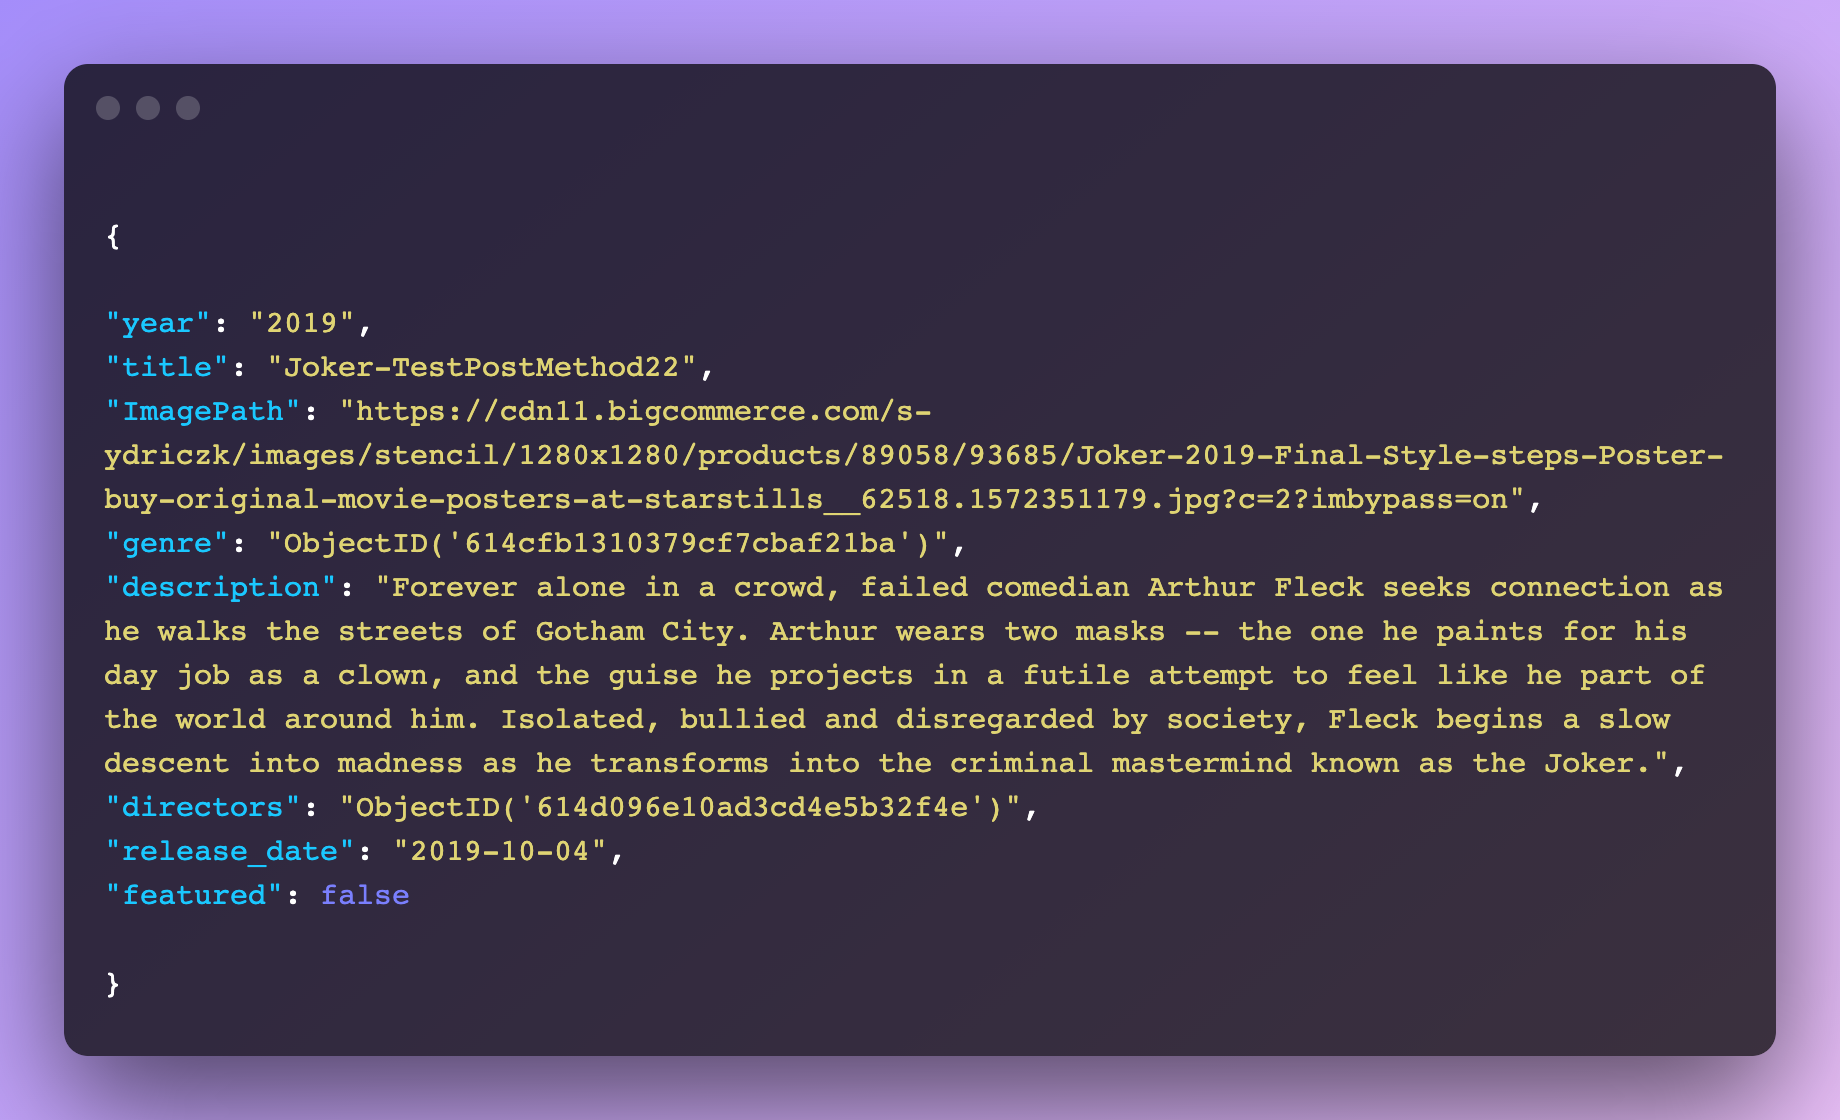 {
"year": "2019",
"title": "Joker-TestPostMethod22",
"ImagePath": "https://cdn11.bigcommerce.com/s-
ydriczk/images/stencil/1280x1280/products/89058/93685/Joker-2019-Final-Style-steps-Poster-
buy-original-movie-posters-at-starstills__62518.1572351179.jpg?c=2?imbypass=on",
"genre": "ObjectID('614cfb1310379cf7cbaf21ba')",
"description": "Forever alone in a crowd, failed comedian Arthur Fleck seeks connection as
he walks the streets of Gotham City. Arthur wears two masks -- the one he paints for his
day job as a clown, and the guise he projects in a futile attempt to feel like he part of
the world around him. Isolated, bullied and disregarded by society, Fleck begins a slow
descent into madness as he transforms into the criminal mastermind known as the Joker.",
"directors": "ObjectID('614d096e10ad3cd4e5b32f4e')",
"release_date": "2019-10-04",
"featured": false
}